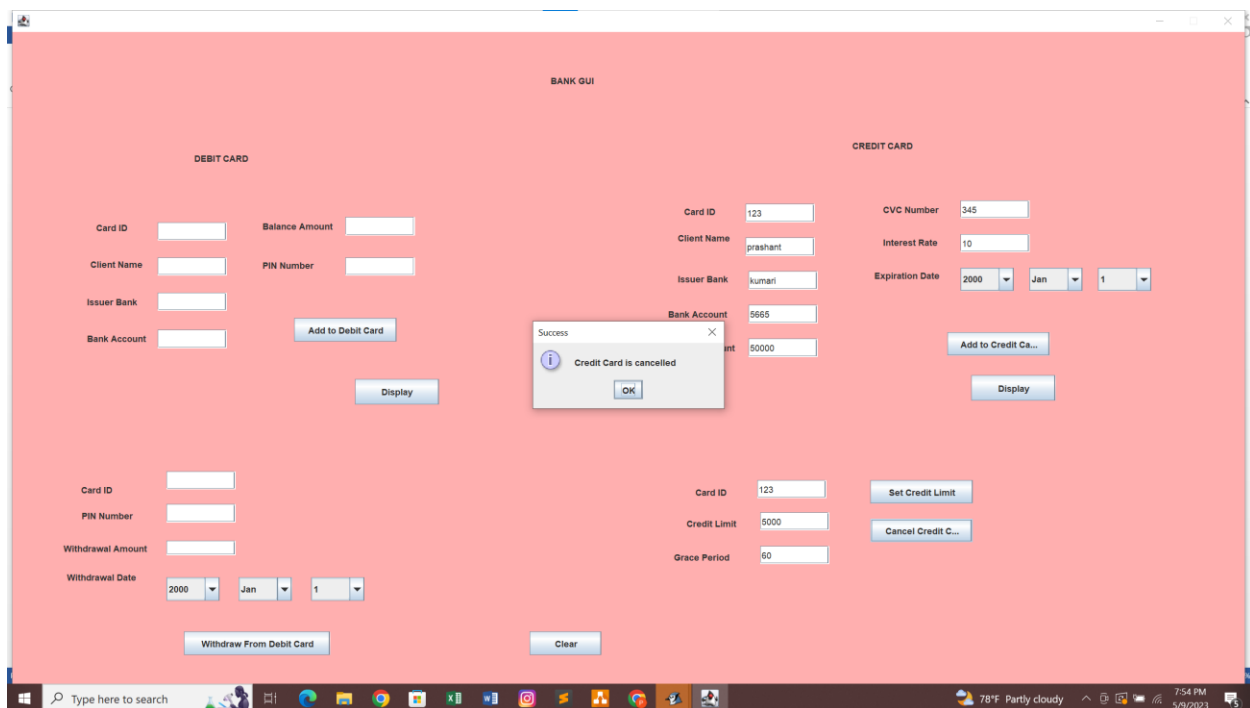 BANK GUI
DEBIT CARD
CREDIT CARD
Card ID
Balance Amount
Client Name
PIN Number
Issuer Bank
Bank Account
Add to Debit Card
Display
Card ID 123
CVC Number 345
Client Name prashant
Interest Rate 10
Issuer Bank kumari
Expiration Date 2000 Jan 1
Bank Account 5665
50000
Add to Credit Ca...
Display
Success
Credit Card is cancelled
OK
Card ID
PIN Number
Withdrawal Amount
Withdrawal Date 2000 Jan 1
Withdraw From Debit Card
Clear
Card ID 123
Set Credit Limit
Credit Limit 5000
Cancel Credit C...
Grace Period 60
Type here to search
78°F Partly cloudy
7:54 PM
5/9/2023